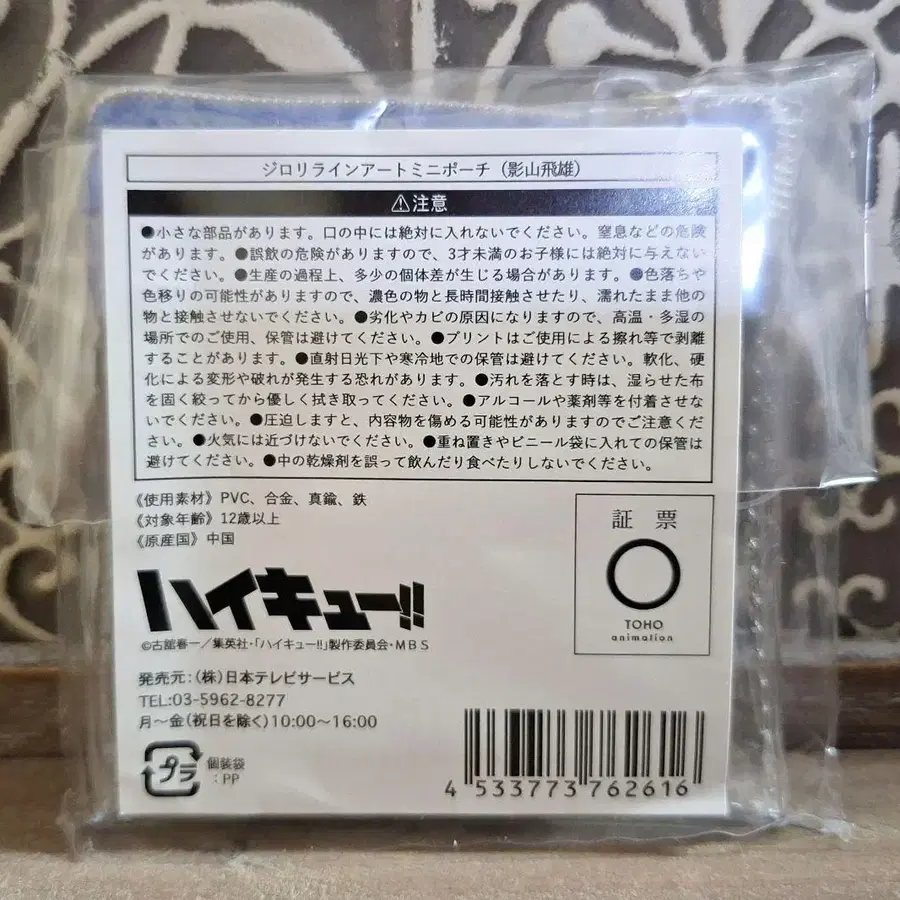 ジロリラインアートミニポーチ（影山飛雄）
⚠注意
●小さな部品があります。口の中には絶対に入れないでください。窒息などの危険
があります。●誤飲の危険がありますので、3才未満のお子様には絶対に与えない
でください。●生産の過程上、多少の個体差が生じる場合があります。●色落ちや
色移りの可能性がありますので、濃色の物と長時間接触させたり、濡れたまま他の
物と接触させないでください。●劣化やカビの原因になりますので、高温・多湿の
場所でのご使用、保管は避けてください。●プリントはご使用による擦れ等で剥離
することがあります。●直射日光下や寒冷地での保管は避けてください。軟化、硬
化による変形や破れが発生する恐れがあります。●汚れを落とす時は、湿らせた布
を固く絞ってから優しく拭き取ってください。●アルコールや薬剤等を付着させな
いでください。●圧迫しますと、内容物を傷める可能性がありますのでご注意くだ
さい。●火気には近づけないでください。●重ね置きやビニール袋に入れての保管は
避けてください。●中の乾燥剤を誤って飲んだり食べたりしないでください。
《使用素材》PVC、合金、真鍮、鉄
《対象年齢》12歳以上
《原産国》中国
証 票
TOHO
animation
ハイキュー!!
©古舘春一／集英社・「ハイキュー!!」製作委員会・MBS
発売元：(株)日本テレビサービス
TEL:03-5962-8277
月～金(祝日を除く)10:00～16:00
プラ
個装袋
：PP
4 533773 762616